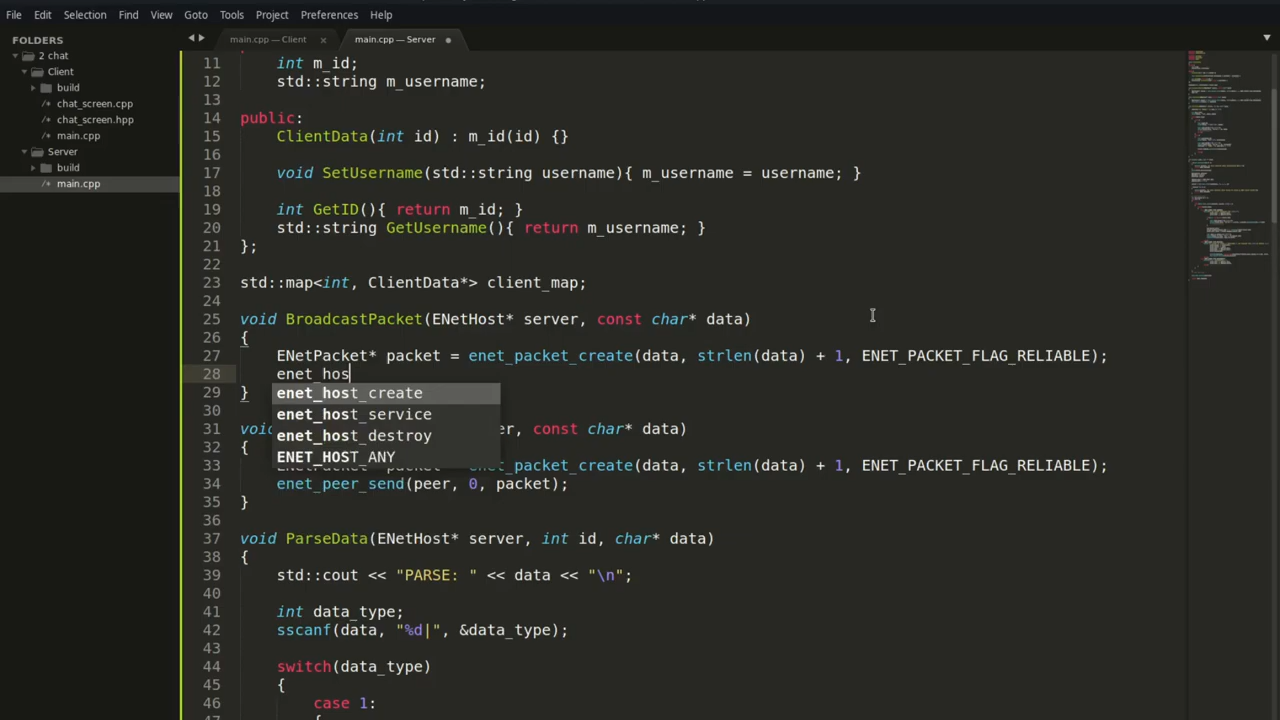 File Edit Selection Find View Goto Tools Project Preferences Help
FOLDERS
2 chat
Client
build
chat_screen.cpp
chat_screen.hpp
main.cpp
Server
build
main.cpp
main.cpp — Client
main.cpp — Server
11 int m_id;
12 std::string m_username;
13
14 public:
15 ClientData(int id) : m_id(id) {}
16
17 void SetUsername(std::string username){ m_username = username; }
18
19 int GetID(){ return m_id; }
20 std::string GetUsername(){ return m_username; }
21 };
22
23 std::map<int, ClientData*> client_map;
24
25 void BroadcastPacket(ENetHost* server, const char* data)
26 {
27 ENetPacket* packet = enet_packet_create(data, strlen(data) + 1, ENET_PACKET_FLAG_RELIABLE);
28 enet_hos
enet_host_create
enet_host_service
enet_host_destroy
ENET_HOST_ANY
29 }
30
31 const char* data)
32 {
33 enet_packet_create(data, strlen(data) + 1, ENET_PACKET_FLAG_RELIABLE);
34 enet_peer_send(peer, 0, packet);
35 }
36
37 void ParseData(ENetHost* server, int id, char* data)
38 {
39 std::cout << "PARSE: " << data << "\n";
40
41 int data_type;
42 sscanf(data, "%d|", &data_type);
43
44 switch(data_type)
45 {
46 case 1:
47 {